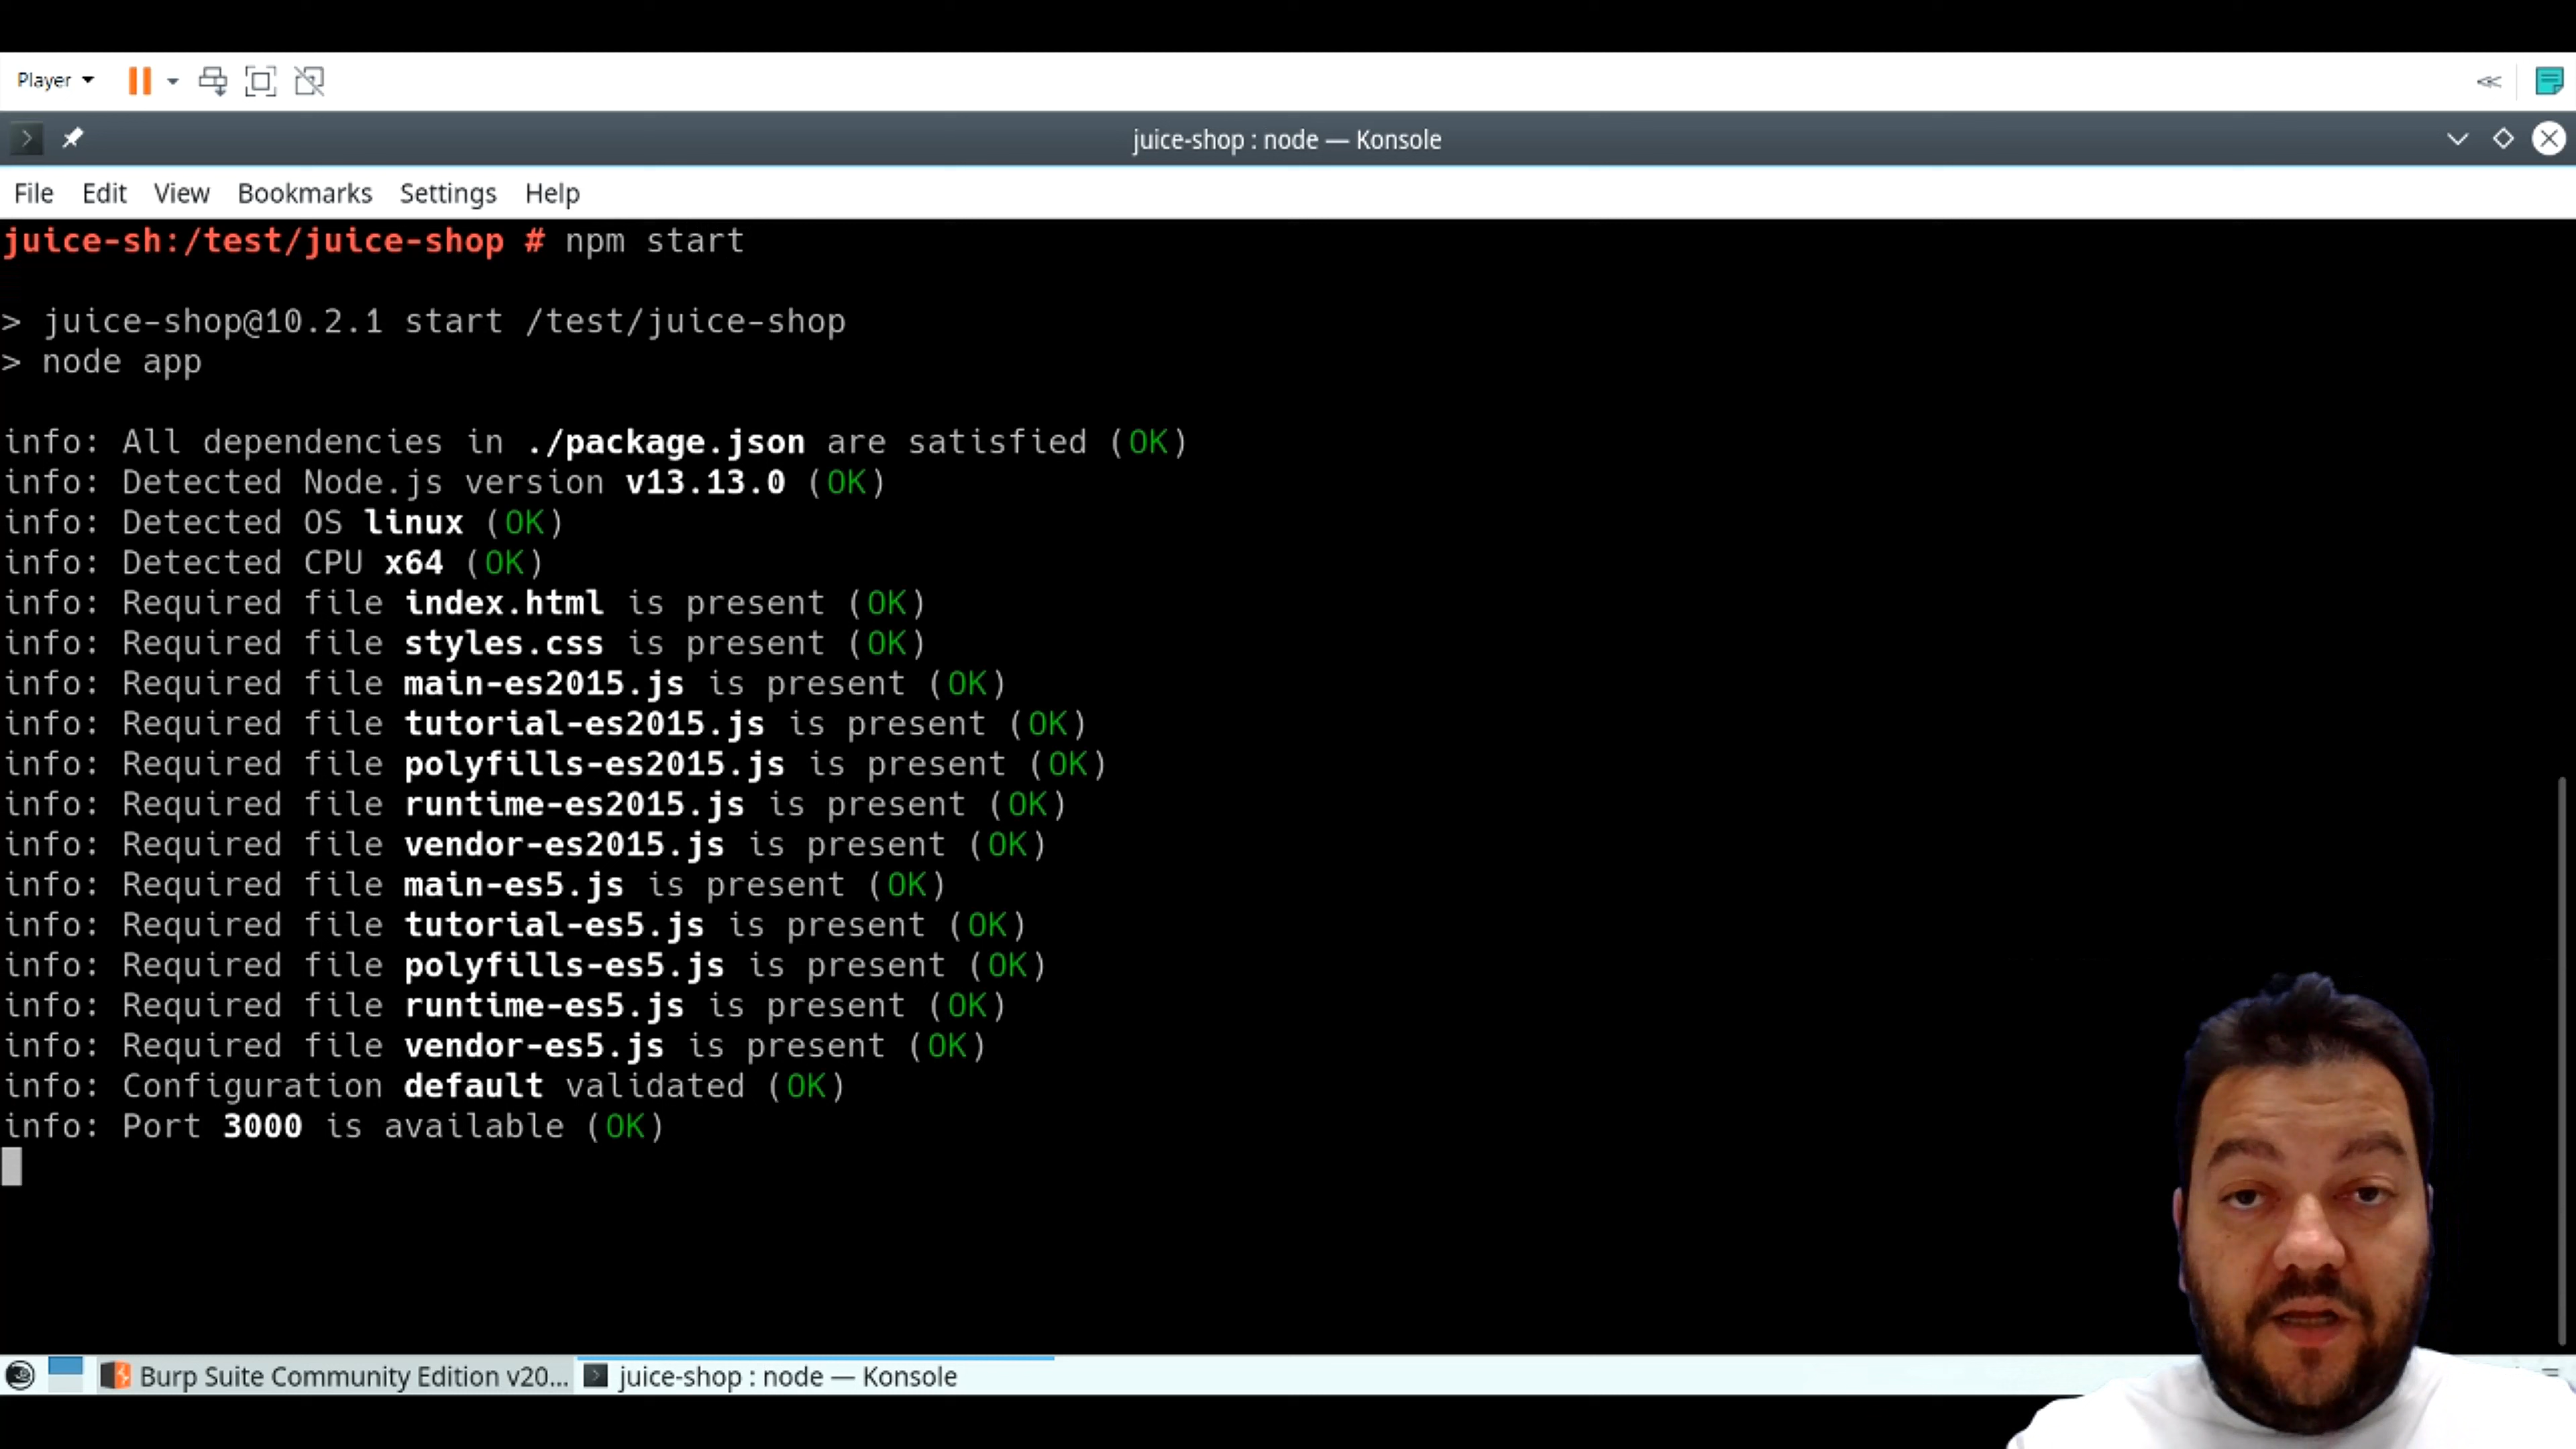 Player
juice-shop : node — Konsole
File Edit View Bookmarks Settings Help
juice-sh:/test/juice-shop # npm start
> juice-shop@10.2.1 start /test/juice-shop
> node app
info: All dependencies in ./package.json are satisfied (OK)
info: Detected Node.js version v13.13.0 (OK)
info: Detected OS linux (OK)
info: Detected CPU x64 (OK)
info: Required file index.html is present (OK)
info: Required file styles.css is present (OK)
info: Required file main-es2015.js is present (OK)
info: Required file tutorial-es2015.js is present (OK)
info: Required file polyfills-es2015.js is present (OK)
info: Required file runtime-es2015.js is present (OK)
info: Required file vendor-es2015.js is present (OK)
info: Required file main-es5.js is present (OK)
info: Required file tutorial-es5.js is present (OK)
info: Required file polyfills-es5.js is present (OK)
info: Required file runtime-es5.js is present (OK)
info: Required file vendor-es5.js is present (OK)
info: Configuration default validated (OK)
info: Port 3000 is available (OK)
Burp Suite Community Edition v20... juice-shop : node — Konsole